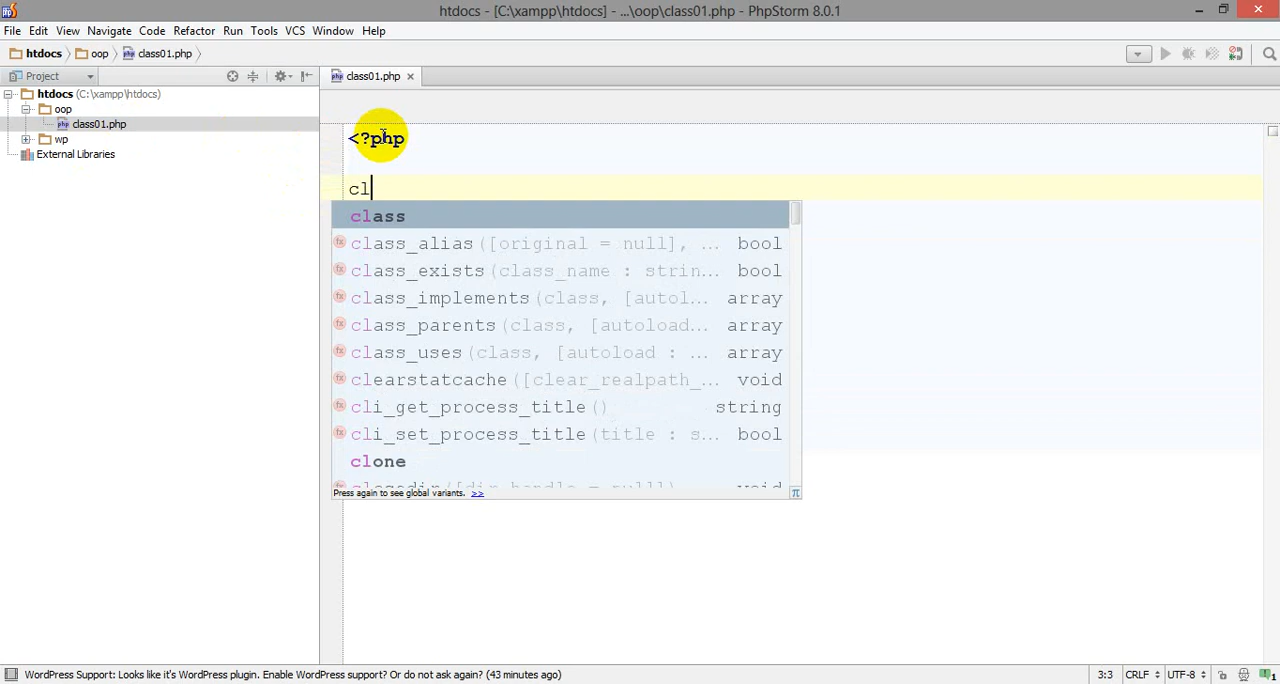 htdocs - [C:\xampp\htdocs] - ...\oop\class01.php - PhpStorm 8.0.1
File Edit View Navigate Code Refactor Run Tools VCS Window Help
htdocs oop class01.php
Project
class01.php
htdocs (C:\xampp\htdocs)
oop
class01.php
wp
External Libraries
<?php
cl
class
class_alias([original = null], ... bool
class_exists(class_name : strin... bool
class_implements(class, [autol... array
class_parents(class, [autoload... array
class_uses(class, [autoload : ... array
clearstatcache([clear_realpath_... void
cli_get_process_title() string
cli_set_process_title(title : s... bool
clone
closedir([dir_handle = null]) void
Press again to see global variants. >>
π
WordPress Support: Looks like it's WordPress plugin. Enable WordPress support? Or do not ask again? (43 minutes ago)
3:3 CRLF UTF-8